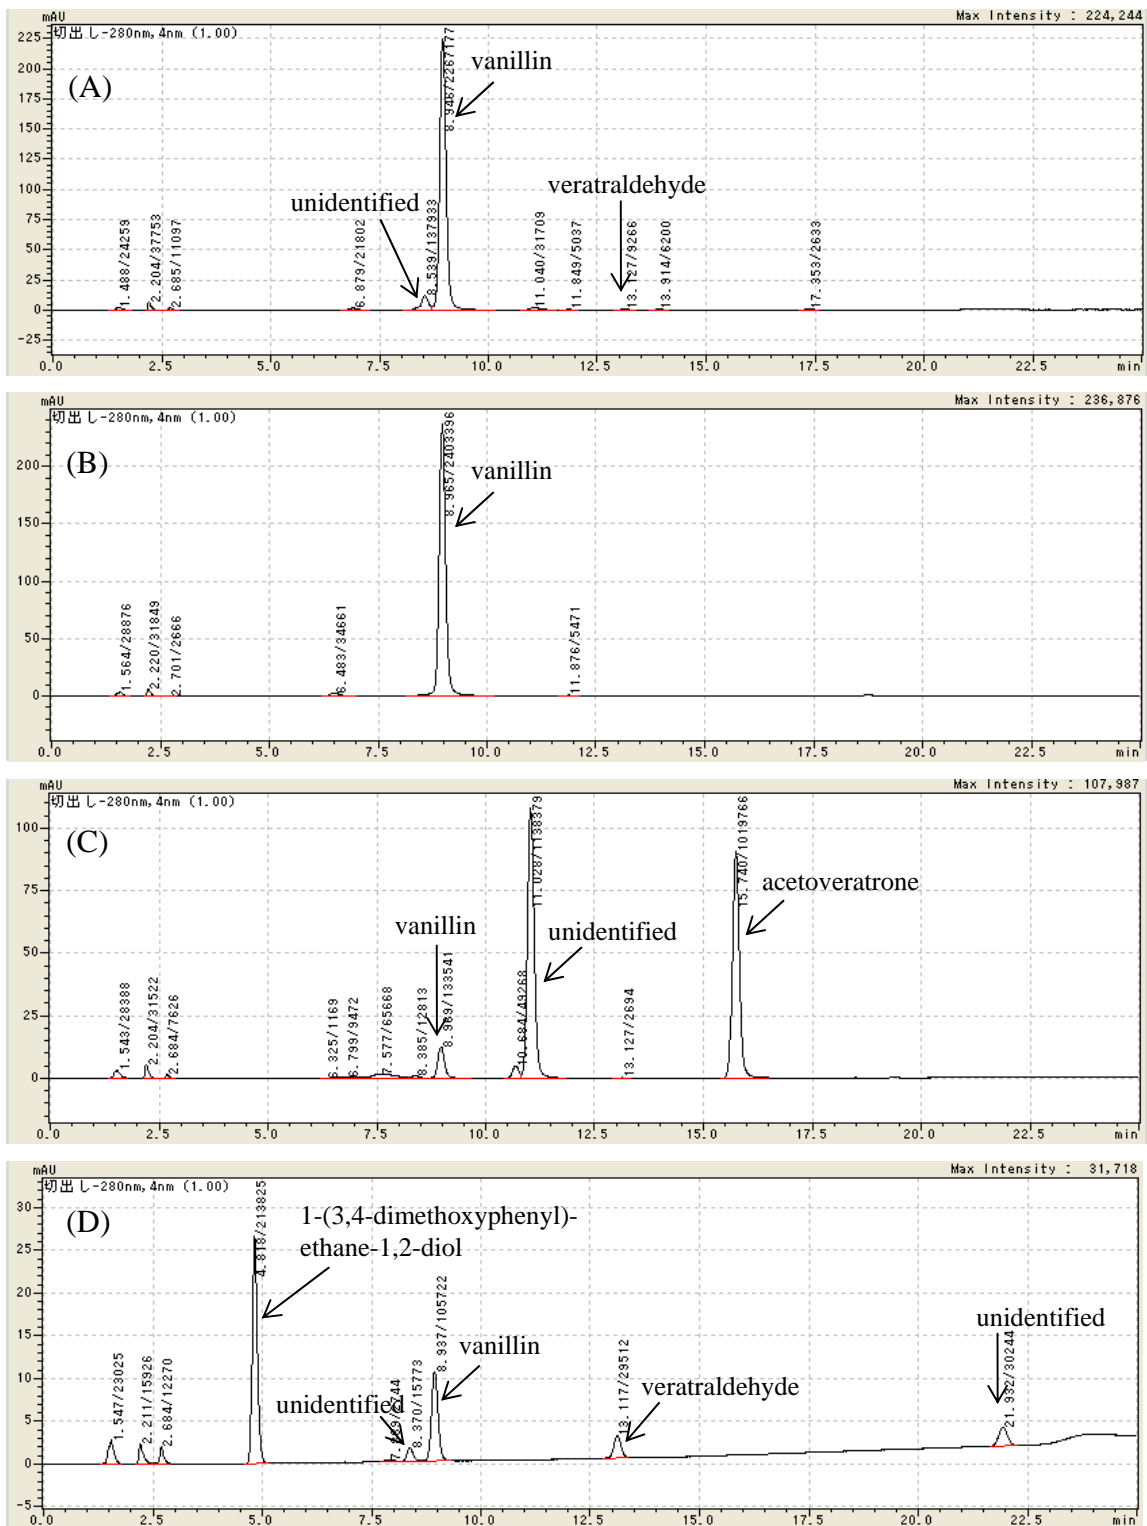 mAU
Max Intensity : 224,244
切出し-280nm,4nm (1.00)
(A)
225
200
175
150
125
100
75
50
25
0
-25
1.488/24259
2.204/37753
2.685/11097
6.879/21802
unidentified
8.539/137933
8.946/2267177
vanillin
11.040/31709
11.849/5037
veratraldehyde
13.127/9266
13.914/6200
17.353/2633
0.0 2.5 5.0 7.5 10.0 12.5 15.0 17.5 20.0 22.5 min
mAU
Max Intensity : 236,876
切出し-280nm,4nm (1.00)
(B)
200
150
100
50
0
1.564/28876
2.220/31849
2.701/2666
6.483/34661
8.965/2403396
vanillin
11.876/5471
0.0 2.5 5.0 7.5 10.0 12.5 15.0 17.5 20.0 22.5 min
mAU
Max Intensity : 107,987
切出し-280nm,4nm (1.00)
(C)
100
75
50
25
0
1.543/28388
2.204/31522
2.684/7626
6.325/1169
6.799/9472
7.577/65668
8.385/12813
vanillin
8.969/133541
10.684/49268
11.028/1138379
unidentified
13.127/2694
15.740/1019766
acetoveratrone
0.0 2.5 5.0 7.5 10.0 12.5 15.0 17.5 20.0 22.5 min
mAU
Max Intensity : 31,718
切出し-280nm,4nm (1.00)
(D)
30
25
20
15
10
5
0
-5
1.547/23025
2.211/15926
2.684/12270
4.818/213825
1-(3,4-dimethoxyphenyl)-
ethane-1,2-diol
unidentified
8.370/15773
8.937/105722
vanillin
13.117/29512
veratraldehyde
unidentified
21.932/30244
0.0 2.5 5.0 7.5 10.0 12.5 15.0 17.5 20.0 22.5 min